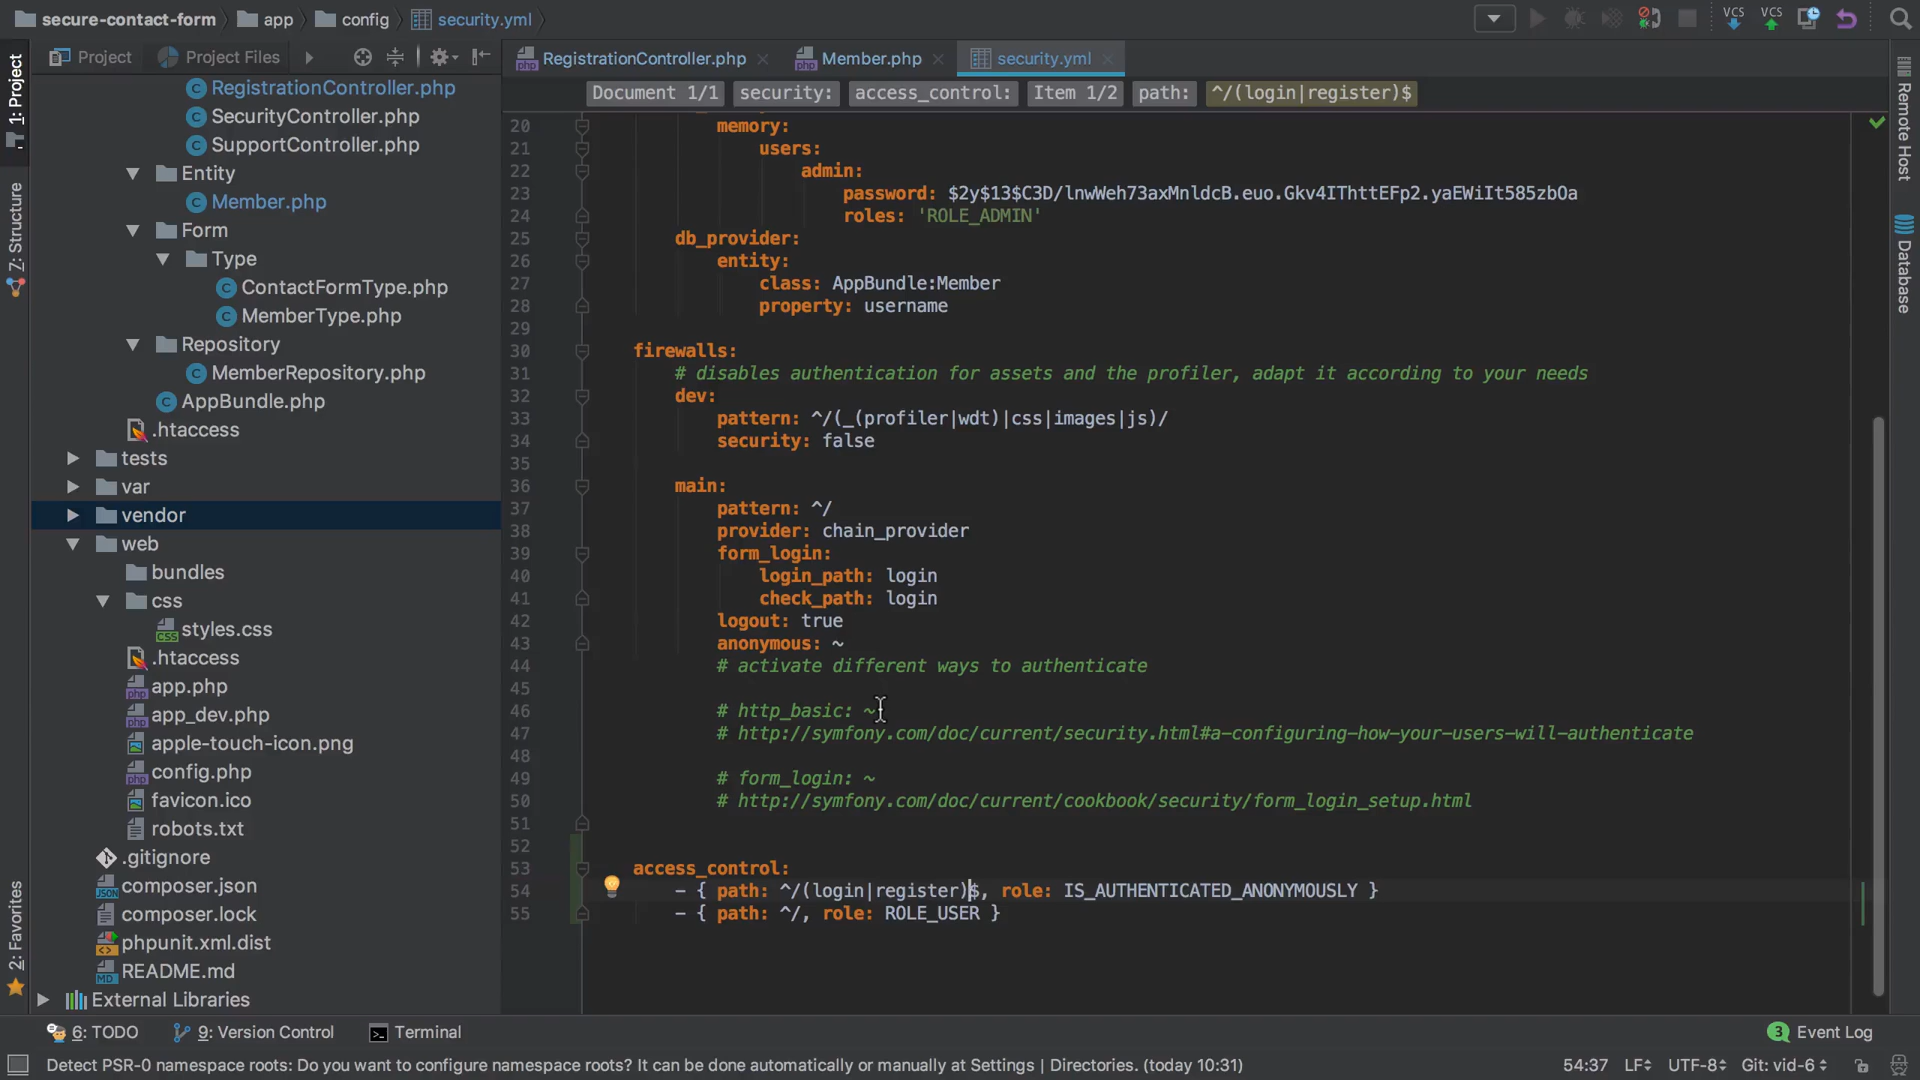 secure-contact-form app config security.yml
VCS VCS
Project Project Files
RegistrationController.php Member.php security.yml
Document 1/1 security: access_control: Item 1/2 path: ^/(login|register)$
1: Project
Z: Structure
2: Favorites
Remote Host
Database
RegistrationController.php
SecurityController.php
SupportController.php
Entity
Member.php
Form
Type
ContactFormType.php
MemberType.php
Repository
MemberRepository.php
AppBundle.php
.htaccess
tests
var
vendor
web
bundles
css
styles.css
.htaccess
app.php
app_dev.php
apple-touch-icon.png
config.php
favicon.ico
robots.txt
.gitignore
composer.json
composer.lock
phpunit.xml.dist
README.md
External Libraries
20 memory:
21 users:
22 admin:
23 password: $2y$13$C3D/lnwWeh73axMnldcB.euo.Gkv4IThttEFp2.yaEWiIt585zbOa
24 roles: 'ROLE_ADMIN'
25 db_provider:
26 entity:
27 class: AppBundle:Member
28 property: username
29
30 firewalls:
31 # disables authentication for assets and the profiler, adapt it according to your needs
32 dev:
33 pattern: ^/(_(profiler|wdt)|css|images|js)/
34 security: false
35
36 main:
37 pattern: ^/
38 provider: chain_provider
39 form_login:
40 login_path: login
41 check_path: login
42 logout: true
43 anonymous: ~
44 # activate different ways to authenticate
45
46 # http_basic: ~
47 # http://symfony.com/doc/current/security.html#a-configuring-how-your-users-will-authenticate
48
49 # form_login: ~
50 # http://symfony.com/doc/current/cookbook/security/form_login_setup.html
51
52
53 access_control:
54 - { path: ^/(login|register)$, role: IS_AUTHENTICATED_ANONYMOUSLY }
55 - { path: ^/, role: ROLE_USER }
6: TODO 9: Version Control Terminal 3 Event Log
Detect PSR-0 namespace roots: Do you want to configure namespace roots? It can be done automatically or manually at Settings | Directories. (today 10:31) 54:37 LF UTF-8 Git: vid-6